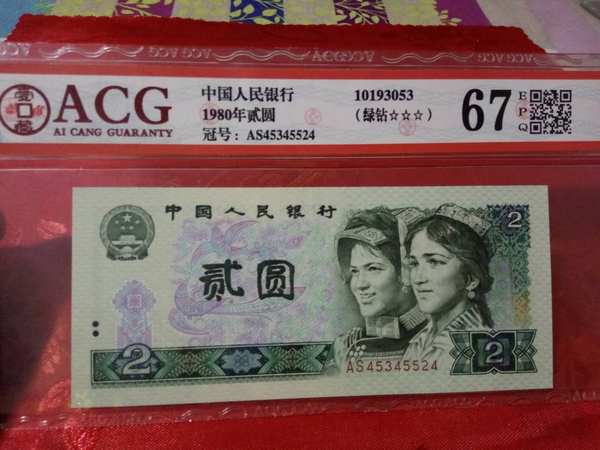 ACG
AI CANG GUARANTY
中国人民银行
1980年贰圆
冠号：AS45345524
10193053
(绿钻☆☆☆)
67
EPQ
中国人民银行
贰圆
2
2
2
AS45345524